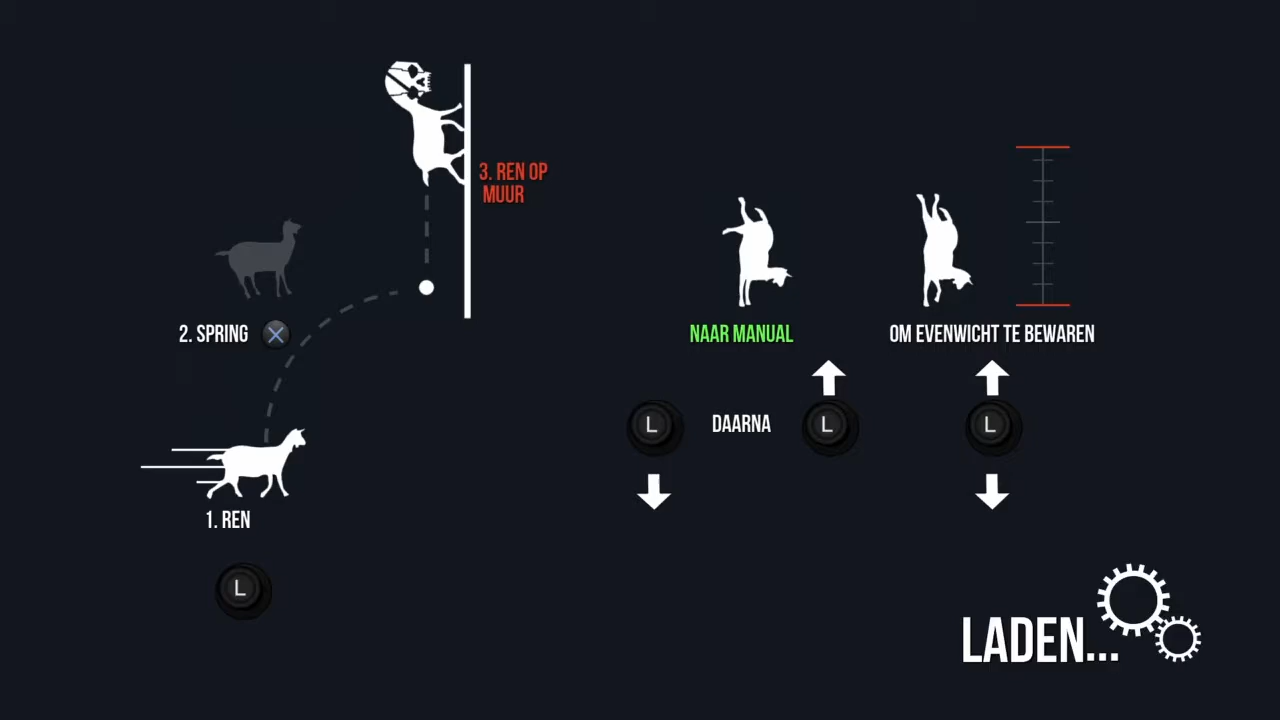 3. REN OP
MUUR
2. SPRING
1. REN
L
NAAR MANUAL
OM EVENWICHT TE BEWAREN
L
DAARNA
L
L
LADEN...